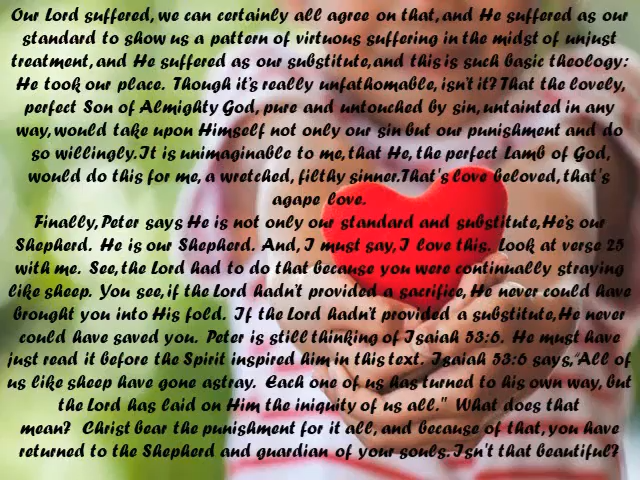 Our Lord suffered, we can certainly all agree on that, and He suffered as our
standard to show us a pattern of virtuous suffering in the midst of unjust
treatment, and He suffered as our substitute, and this is such basic theology:
He took our place. Though it's really unfathomable, isn't it? That the lovely,
perfect Son of Almighty God, pure and untouched by sin, untainted in any
way, would take upon Himself not only our sin but our punishment and do
so willingly. It is unimaginable to me, that He, the perfect Lamb of God,
would do this for me, a wretched, filthy sinner. That's love beloved, that's
agape love.
Finally, Peter says He is not only our standard and substitute, He's our
Shepherd. He is our Shepherd. And, I must say, I love this. Look at verse 25
with me. See, the Lord had to do that because you were continually straying
like sheep. You see, if the Lord hadn't provided a sacrifice, He never could have
brought you into His fold. If the Lord hadn't provided a substitute, He never
could have saved you. Peter is still thinking of Isaiah 53:6. He must have
just read it before the Spirit inspired him in this text. Isaiah 53:6 says, "All of
us like sheep have gone astray. Each one of us has turned to his own way, but
the Lord has laid on Him the iniquity of us all." What does that
mean? Christ bear the punishment for it all, and because of that, you have
returned to the Shepherd and guardian of your souls. Isn't that beautiful?